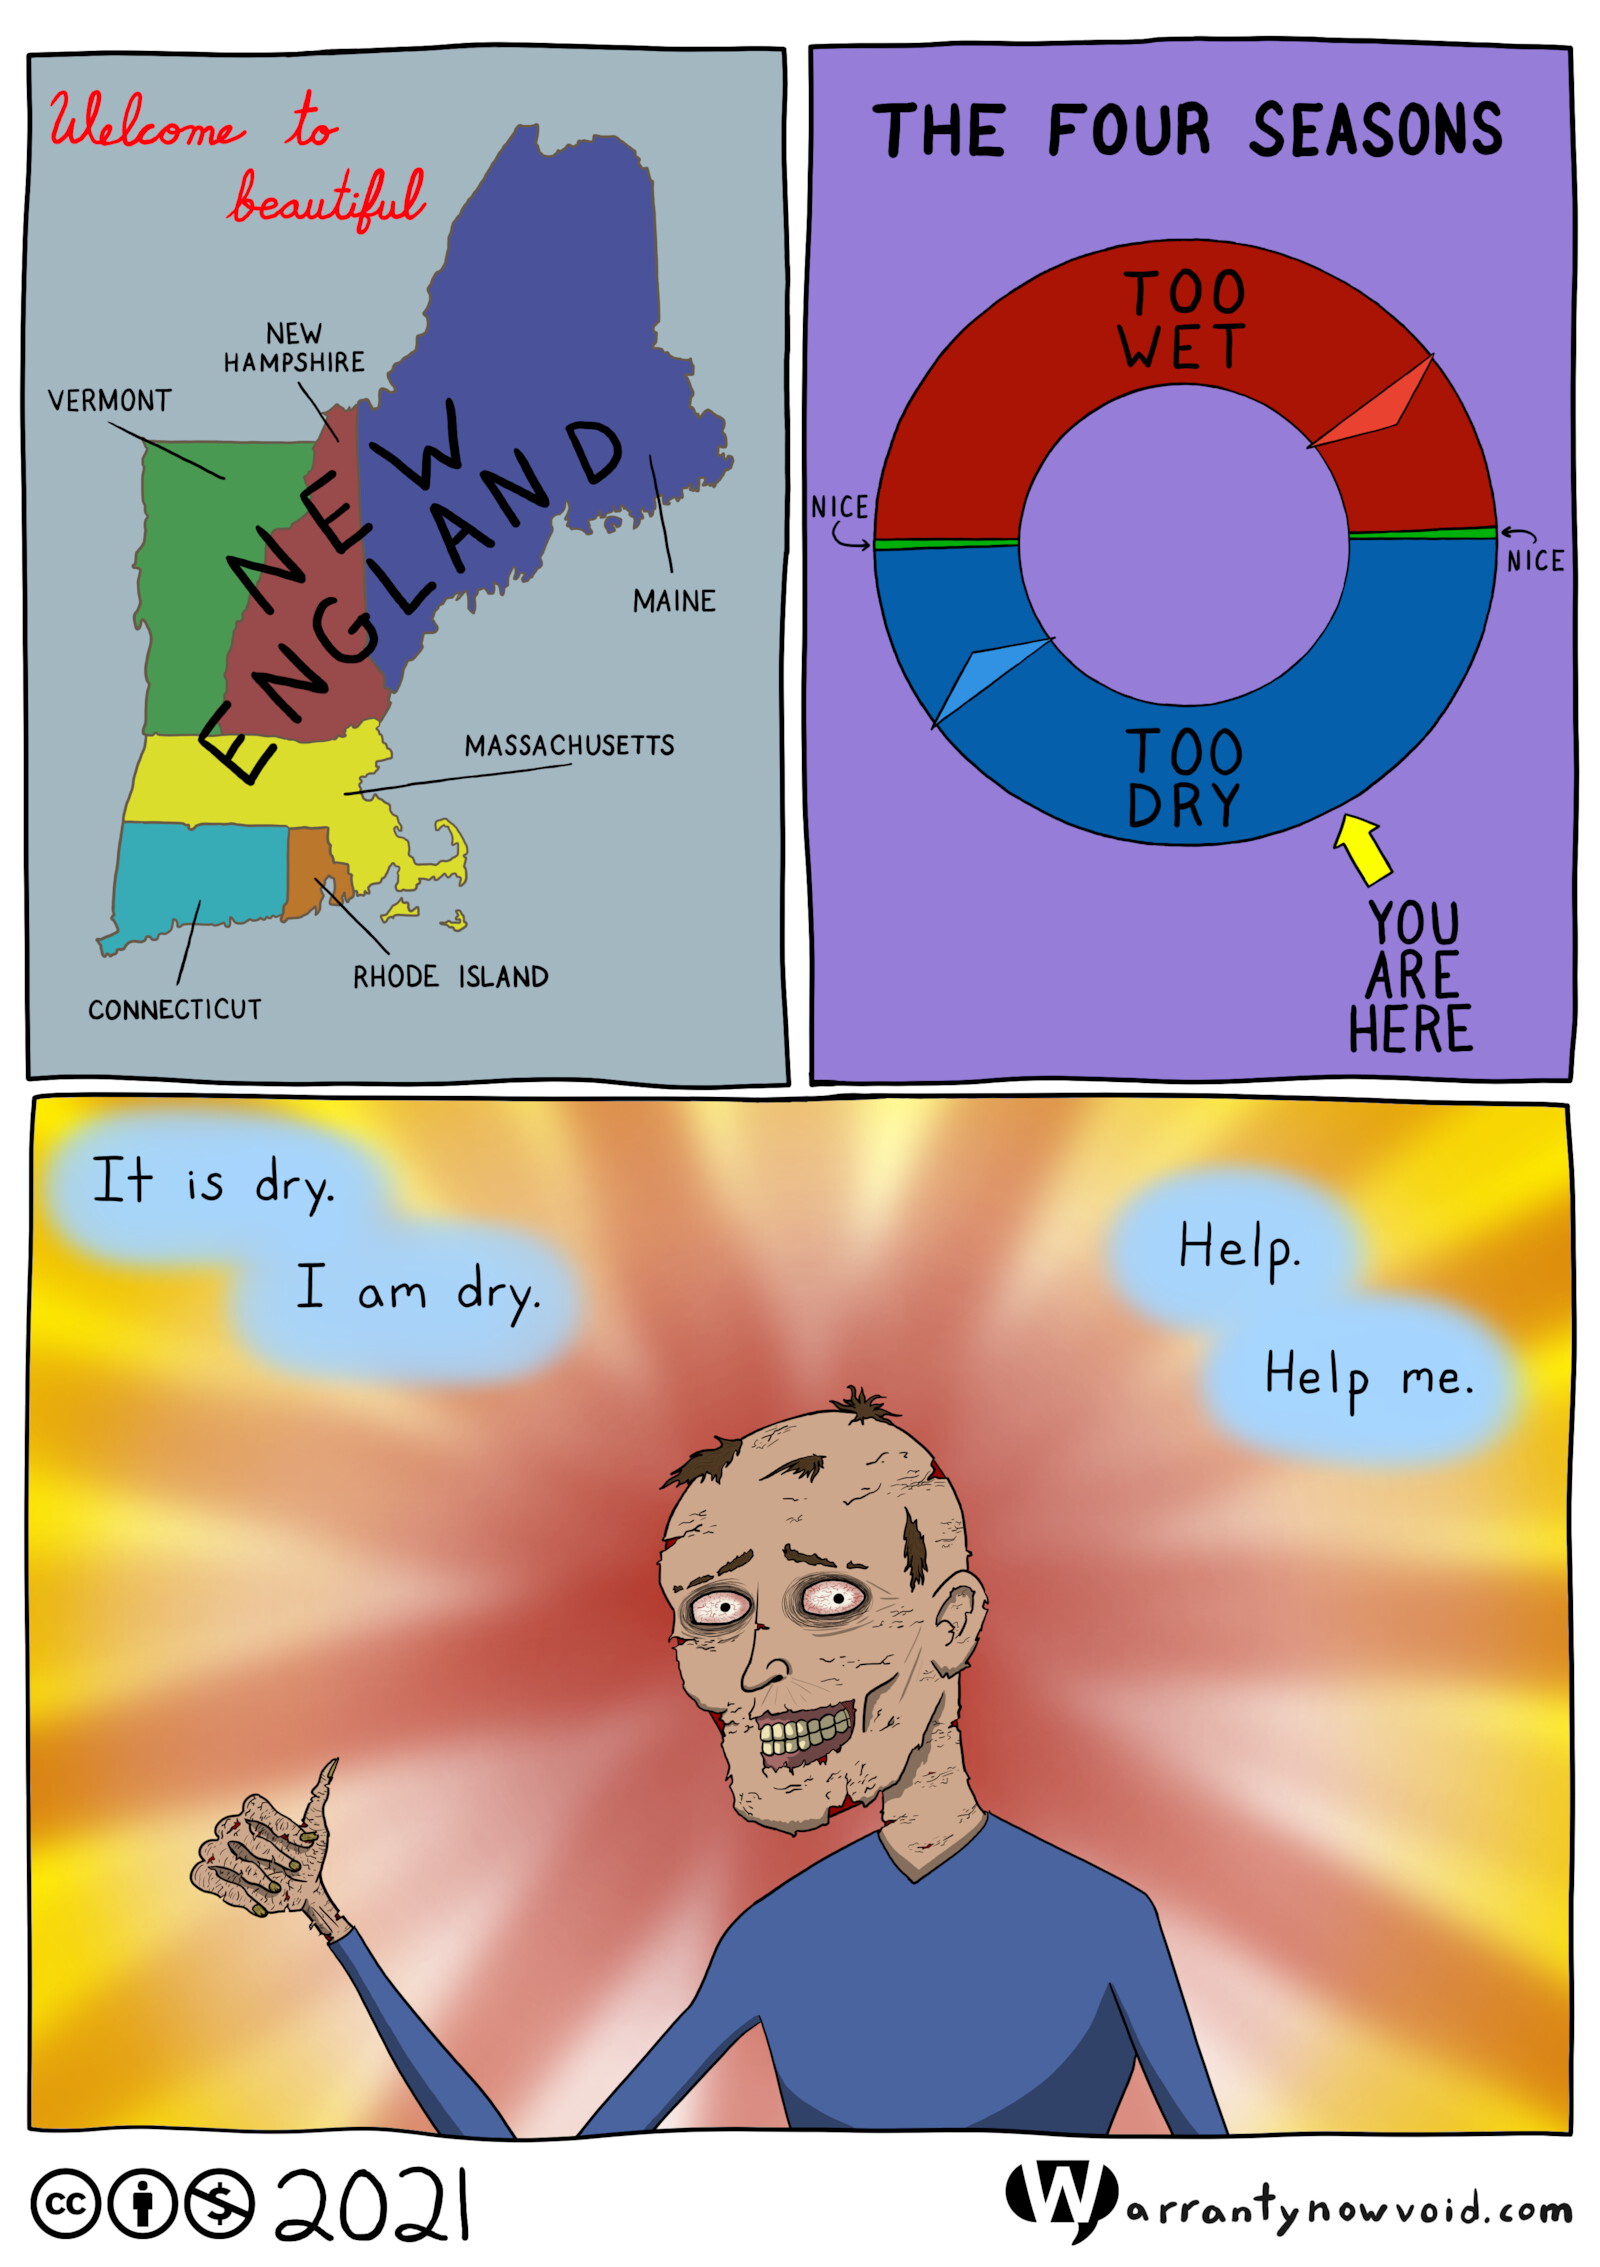 Welcome to
beautiful
NEW
HAMPSHIRE
VERMONT
NEW
ENGLAND
MAINE
MASSACHUSETTS
RHODE ISLAND
CONNECTICUT
THE FOUR SEASONS
TOO
WET
NICE
NICE
TOO
DRY
YOU
ARE
HERE
It is dry.
I am dry.
Help.
Help me.
cc $ 2021
Warrantynowvoid.com